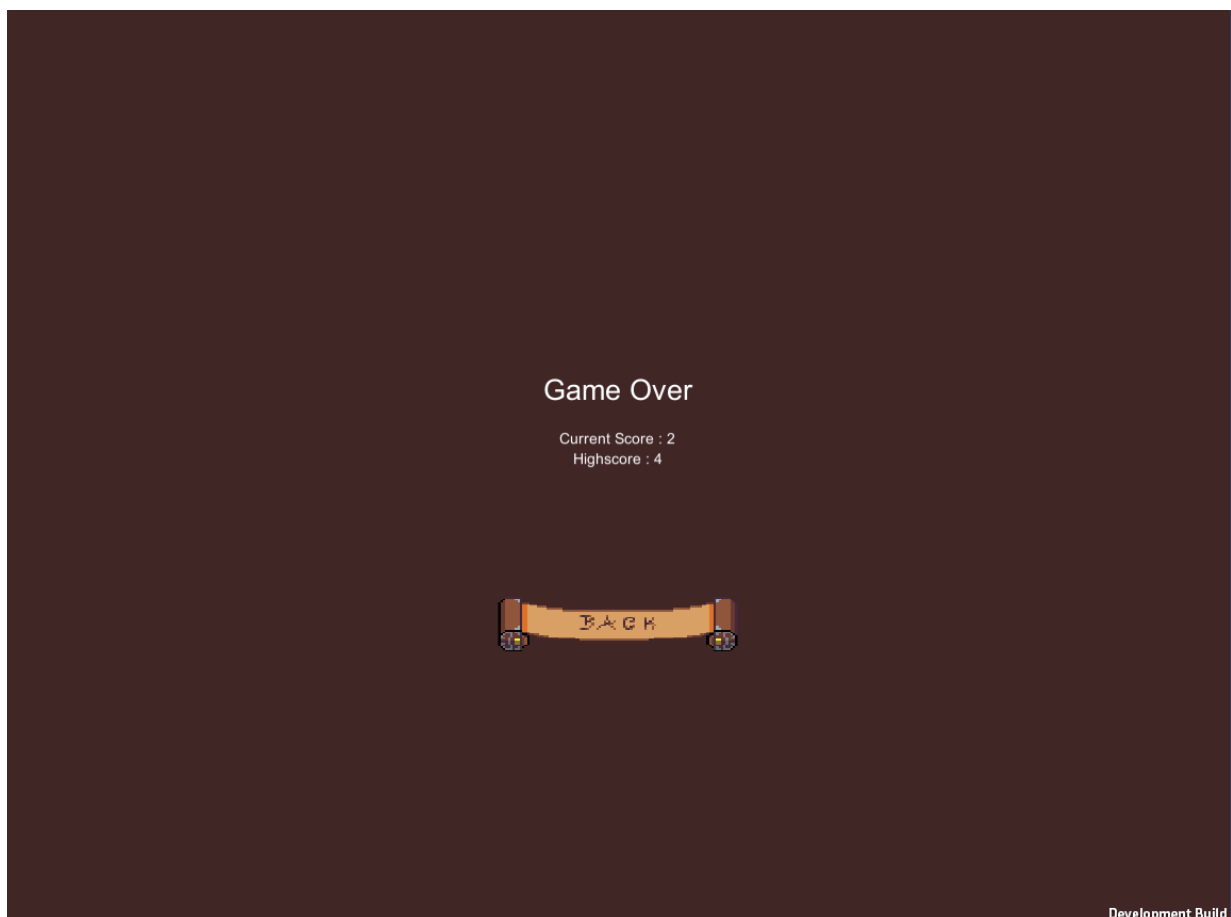 Game Over
Current Score : 2
Highscore : 4
BACK
Development Build